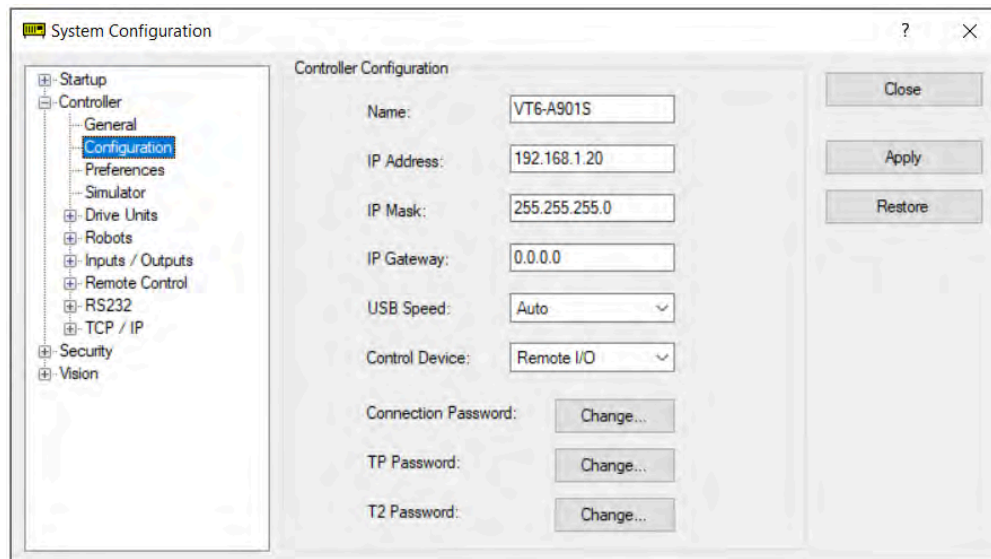 System Configuration
?
Startup
Controller
General
Configuration
Preferences
Simulator
Drive Units
Robots
Inputs / Outputs
Remote Control
RS232
TCP / IP
Security
Vision
Controller Configuration
Name: VT6-A901S
IP Address: 192.168.1.20
IP Mask: 255.255.255.0
IP Gateway: 0.0.0.0
USB Speed: Auto
Control Device: Remote I/O
Connection Password: Change...
TP Password: Change...
T2 Password: Change...
Close
Apply
Restore